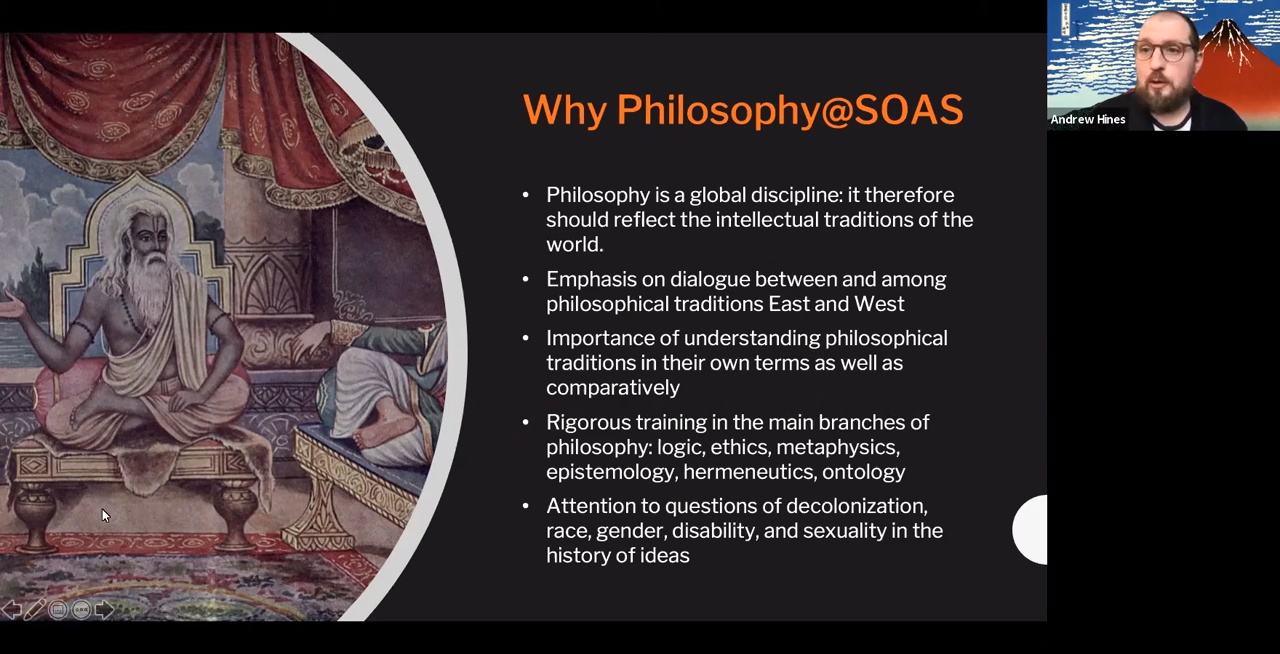 Why Philosophy@SOAS
• Philosophy is a global discipline: it therefore
should reflect the intellectual traditions of the
world.
• Emphasis on dialogue between and among
philosophical traditions East and West
• Importance of understanding philosophical
traditions in their own terms as well as
comparatively
• Rigorous training in the main branches of
philosophy: logic, ethics, metaphysics,
epistemology, hermeneutics, ontology
• Attention to questions of decolonization,
race, gender, disability, and sexuality in the
history of ideas
Andrew Hines